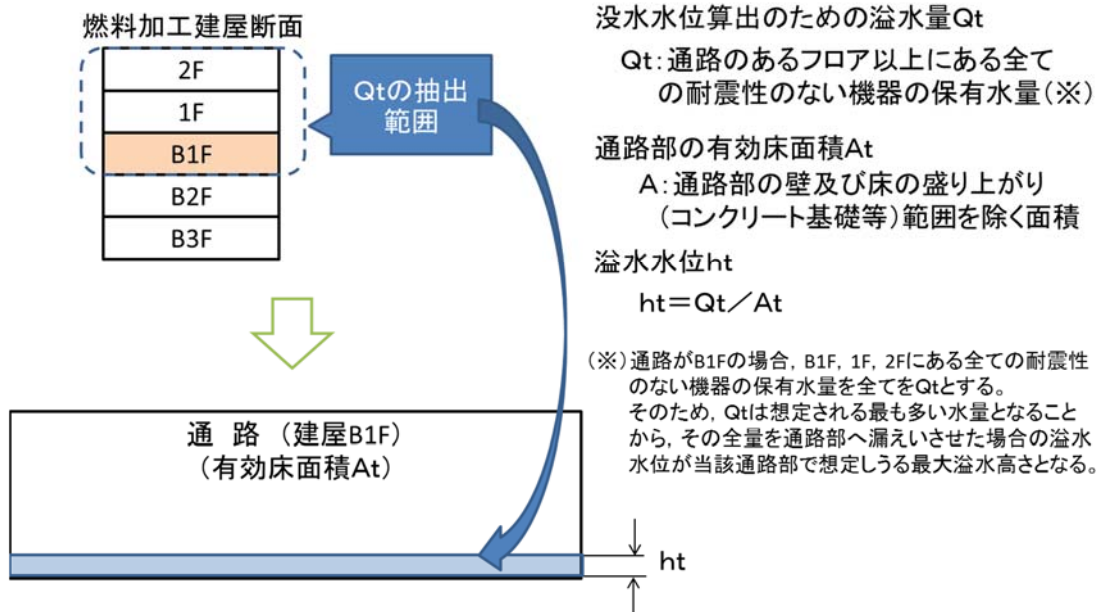 燃料加工建屋断面
2F
1F
B1F
B2F
B3F
Qtの抽出
範囲
没水水位算出のための溢水量Qt
Qt:通路のあるフロア以上にある全て
の耐震性のない機器の保有水量(※)
通路部の有効床面積At
A:通路部の壁及び床の盛り上がり
(コンクリート基礎等)範囲を除く面積
溢水水位ht
ht=Qt/At
(※)通路がB1Fの場合, B1F, 1F, 2Fにある全ての耐震性
のない機器の保有水量を全てをQtとする。
そのため, Qtは想定される最も多い水量となること
から, その全量を通路部へ漏えいさせた場合の溢水
水位が当該通路部で想定しうる最大溢水高さとなる。
通 路 (建屋B1F)
(有効床面積At)
ht